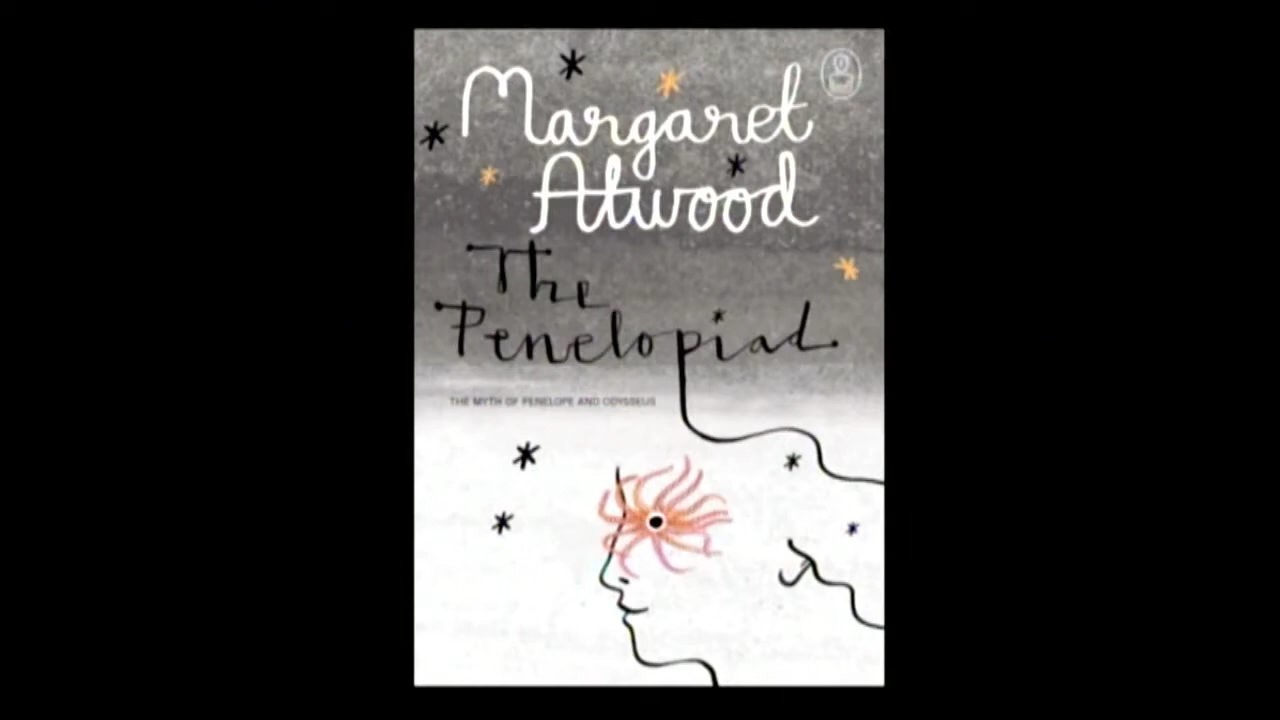 Margaret
Atwood
The
Penelopiad
THE MYTH OF PENELOPE AND ODYSSEUS